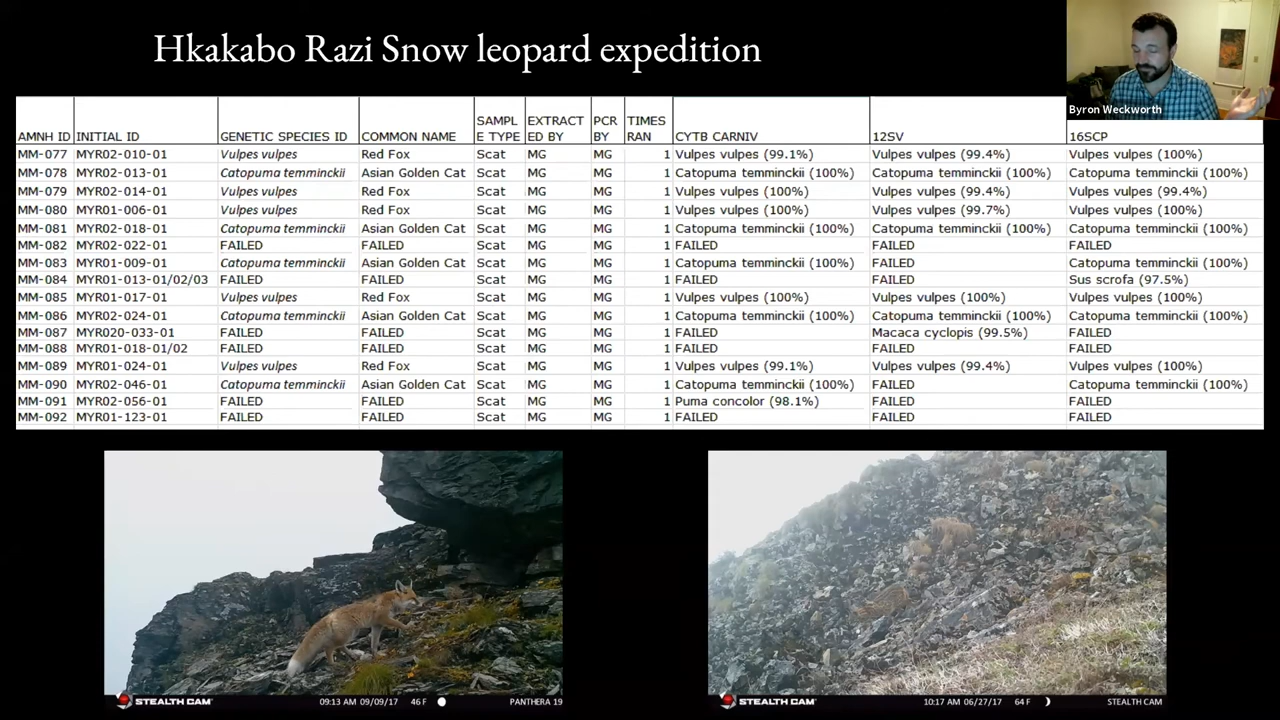 Hkakabo Razi Snow leopard expedition
Byron Weckworth
AMNH ID INITIAL ID GENETIC SPECIES ID COMMON NAME SAMPL E TYPE EXTRACT ED BY PCR BY TIMES RAN CYTB CARNIV 12SV 16SCP
MM-077 MYR02-010-01 Vulpes vulpes Red Fox Scat MG MG 1 Vulpes vulpes (99.1%) Vulpes vulpes (99.4%) Vulpes vulpes (100%)
MM-078 MYR02-013-01 Catopuma temminckii Asian Golden Cat Scat MG MG 1 Catopuma temminckii (100%) Catopuma temminckii (100%) Catopuma temminckii (100%)
MM-079 MYR02-014-01 Vulpes vulpes Red Fox Scat MG MG 1 Vulpes vulpes (100%) Vulpes vulpes (99.4%) Vulpes vulpes (99.4%)
MM-080 MYR01-006-01 Vulpes vulpes Red Fox Scat MG MG 1 Vulpes vulpes (100%) Vulpes vulpes (99.7%) Vulpes vulpes (100%)
MM-081 MYR02-018-01 Catopuma temminckii Asian Golden Cat Scat MG MG 1 Catopuma temminckii (100%) Catopuma temminckii (100%) Catopuma temminckii (100%)
MM-082 MYR02-022-01 FAILED FAILED Scat MG MG 1 FAILED FAILED FAILED
MM-083 MYR01-009-01 Catopuma temminckii Asian Golden Cat Scat MG MG 1 Catopuma temminckii (100%) FAILED Catopuma temminckii (100%)
MM-084 MYR01-013-01/02/03 FAILED FAILED Scat MG MG 1 FAILED FAILED Sus scrofa (97.5%)
MM-085 MYR01-017-01 Vulpes vulpes Red Fox Scat MG MG 1 Vulpes vulpes (100%) Vulpes vulpes (100%) Vulpes vulpes (100%)
MM-086 MYR02-024-01 Catopuma temminckii Asian Golden Cat Scat MG MG 1 Catopuma temminckii (100%) Catopuma temminckii (100%) Catopuma temminckii (100%)
MM-087 MYR020-033-01 FAILED FAILED Scat MG MG 1 FAILED Macaca cyclopis (99.5%) FAILED
MM-088 MYR01-018-01/02 FAILED FAILED Scat MG MG 1 FAILED FAILED FAILED
MM-089 MYR01-024-01 Vulpes vulpes Red Fox Scat MG MG 1 Vulpes vulpes (99.1%) Vulpes vulpes (99.4%) Vulpes vulpes (100%)
MM-090 MYR02-046-01 Catopuma temminckii Asian Golden Cat Scat MG MG 1 Catopuma temminckii (100%) FAILED Catopuma temminckii (100%)
MM-091 MYR02-056-01 FAILED FAILED Scat MG MG 1 Puma concolor (98.1%) FAILED FAILED
MM-092 MYR01-123-01 FAILED FAILED Scat MG MG 1 FAILED FAILED FAILED
STEALTH CAM 09:13 AM 09/09/17 46 F PANTHERA 19
STEALTH CAM 10:17 AM 06/27/17 64 F STEALTH CAM